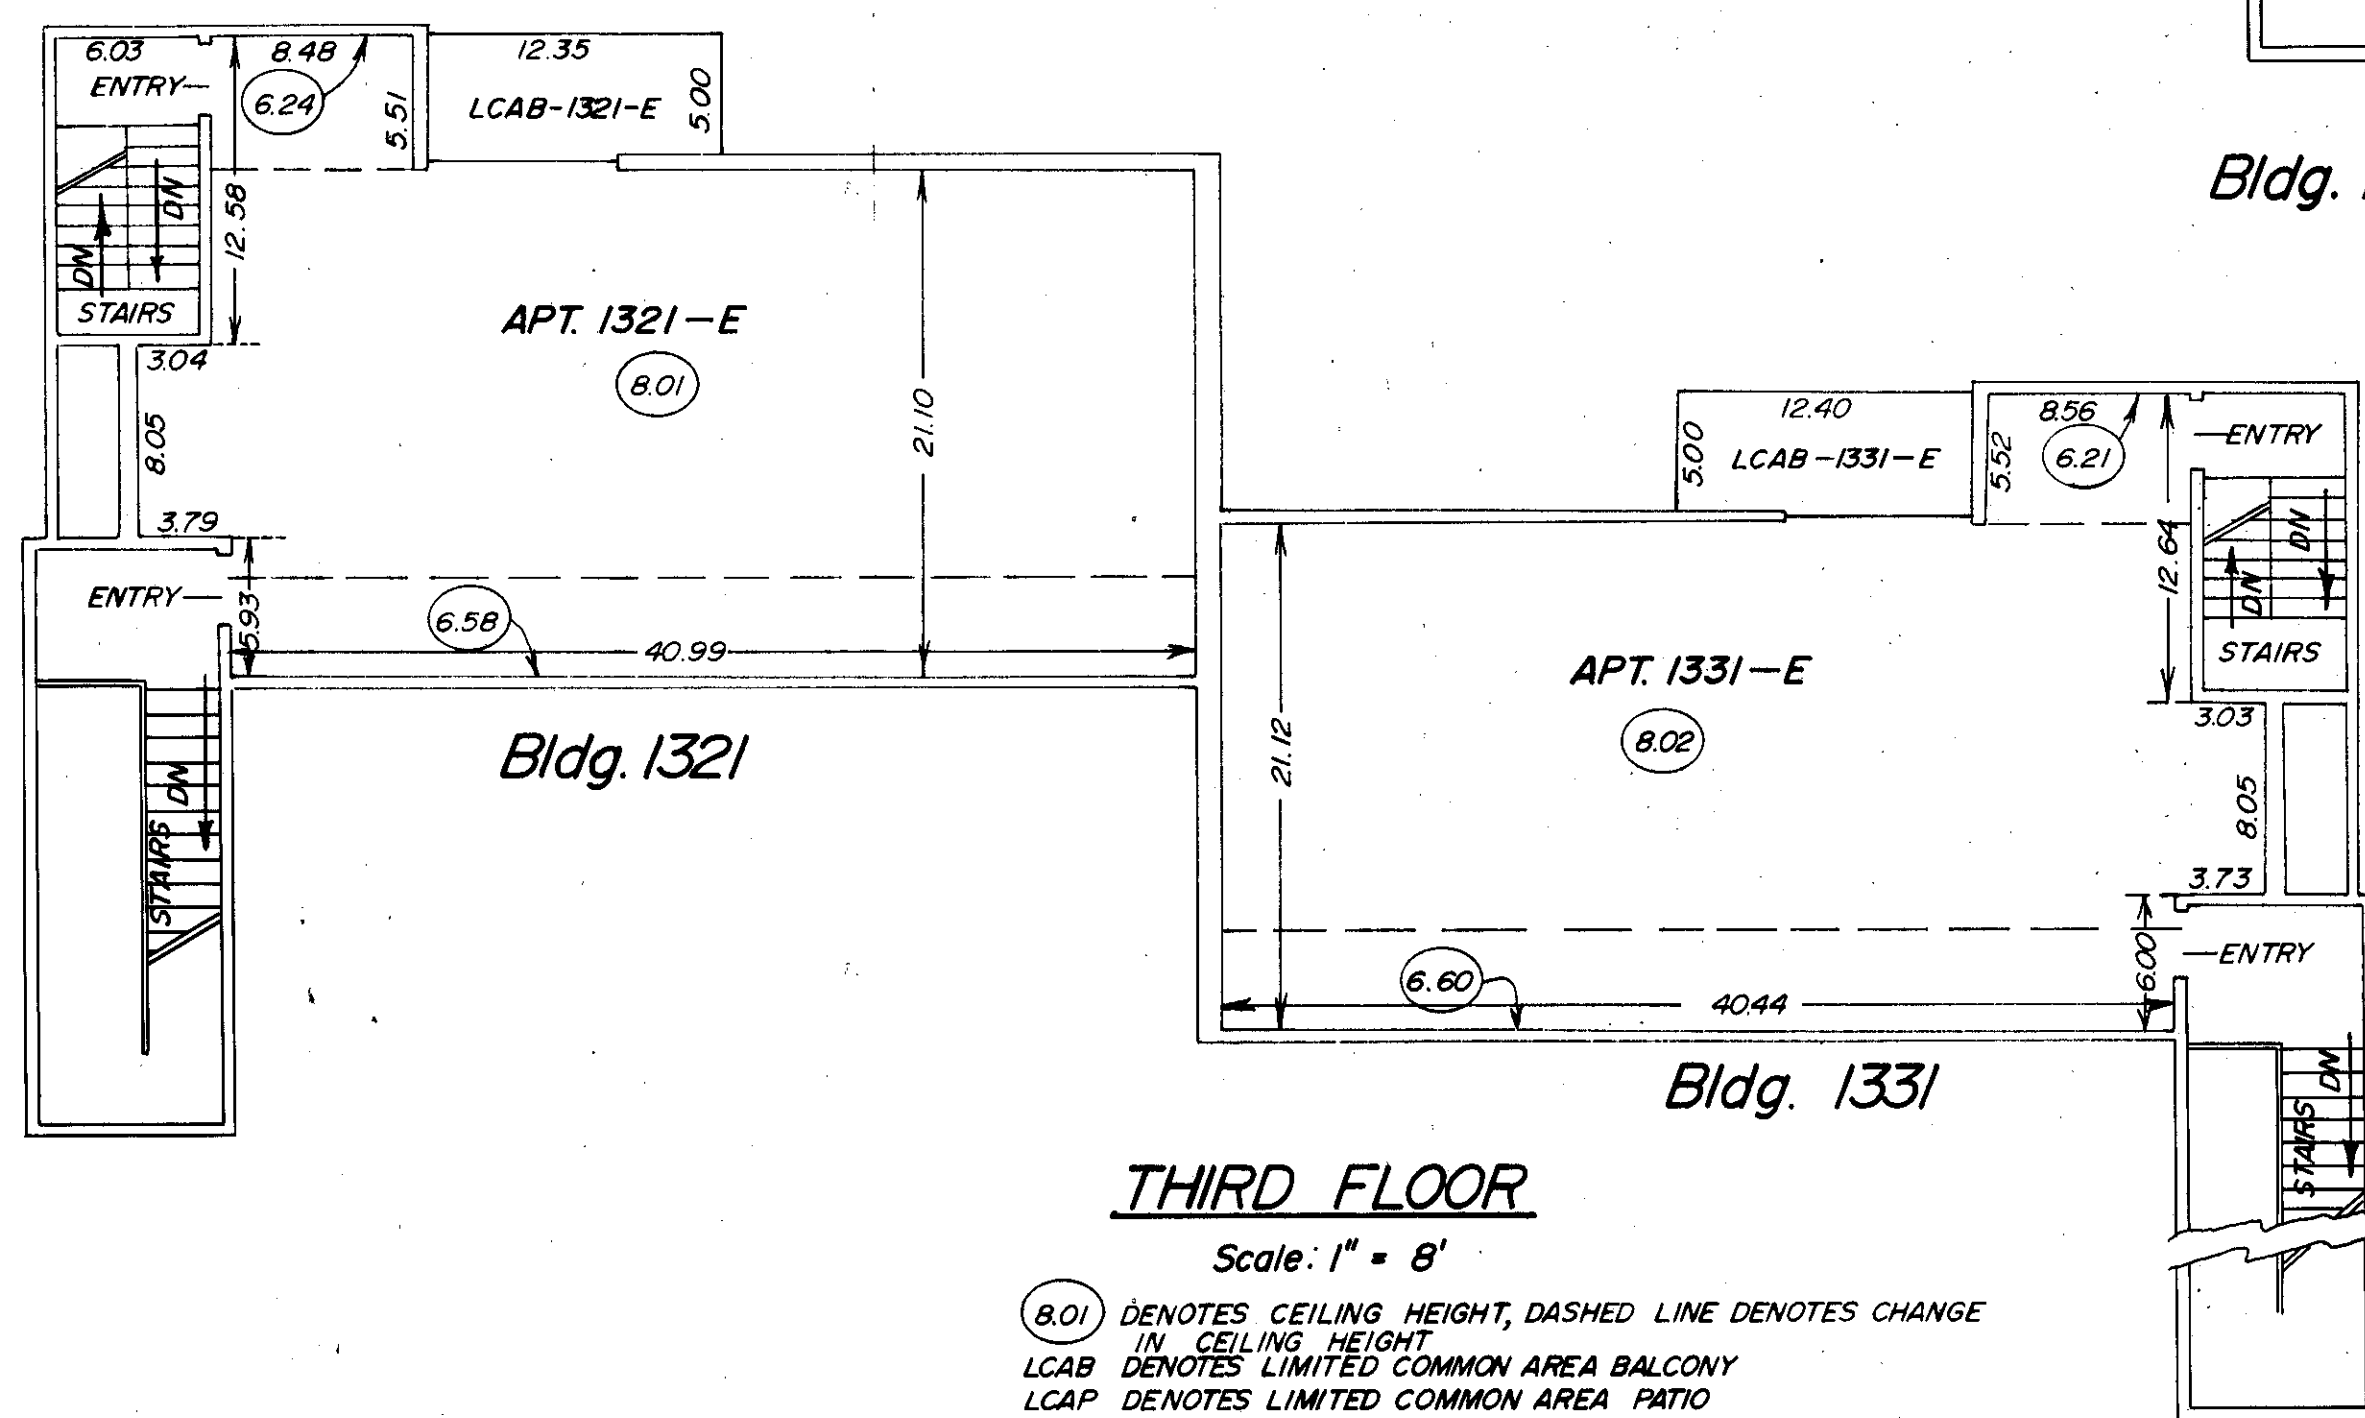 6.03
8.48
12.35
ENTRY
6.24
5.51
LCAB-1321-E
5.00
DN
DN
12.58
STAIRS
APT. 1321-E
8.01
3.04
8.05
21.10
3.79
ENTRY
5.93
6.58
40.99
DN
STAIRS
Bldg. 1321
Bldg.
12.40
5.00
LCAB-1331-E
8.56
5.52
6.21
ENTRY
DN
DN
12.64
STAIRS
APT. 1331-E
8.02
3.03
21.12
8.05
3.73
ENTRY
6.00
6.60
40.44
DN
STAIRS
Bldg. 1331
THIRD FLOOR
Scale: 1" = 8'
8.01 DENOTES CEILING HEIGHT, DASHED LINE DENOTES CHANGE
IN CEILING HEIGHT
LCAB DENOTES LIMITED COMMON AREA BALCONY
LCAP DENOTES LIMITED COMMON AREA PATIO